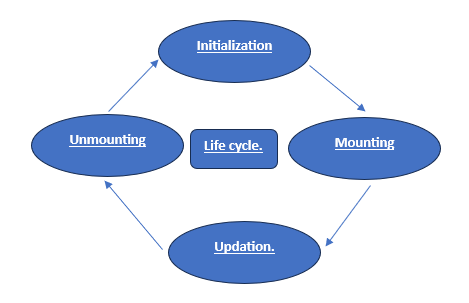 Initialization
Unmounting
Life cycle.
Mounting
Updation.